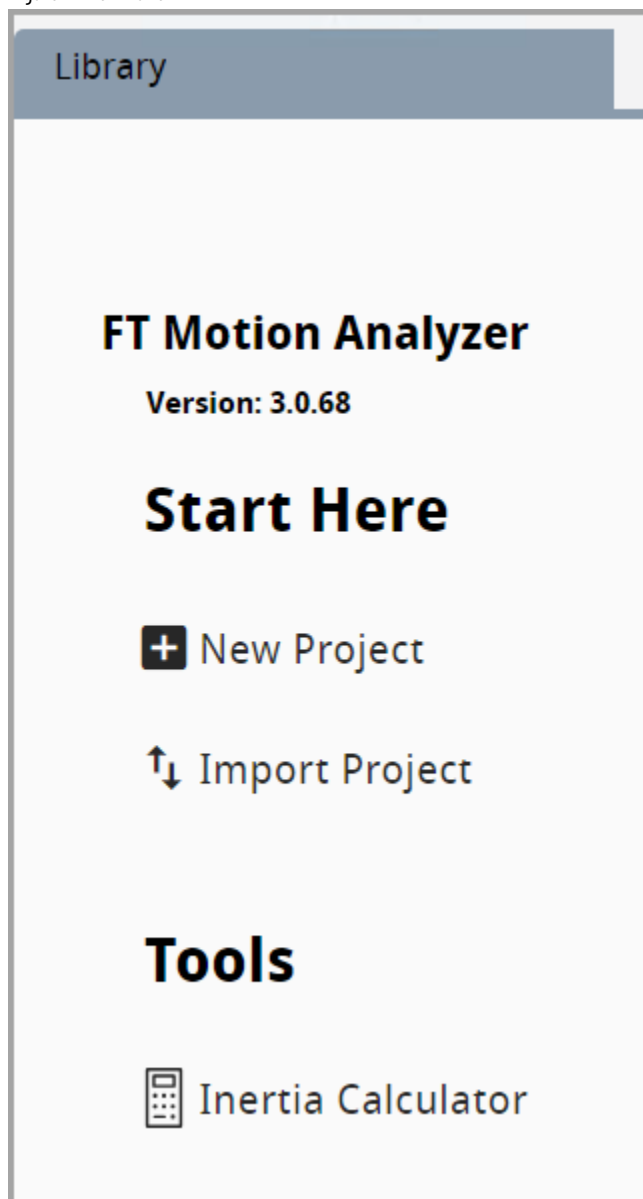 Library
FT Motion Analyzer
Version: 3.0.68
Start Here
New Project
Import Project
Tools
Inertia Calculator